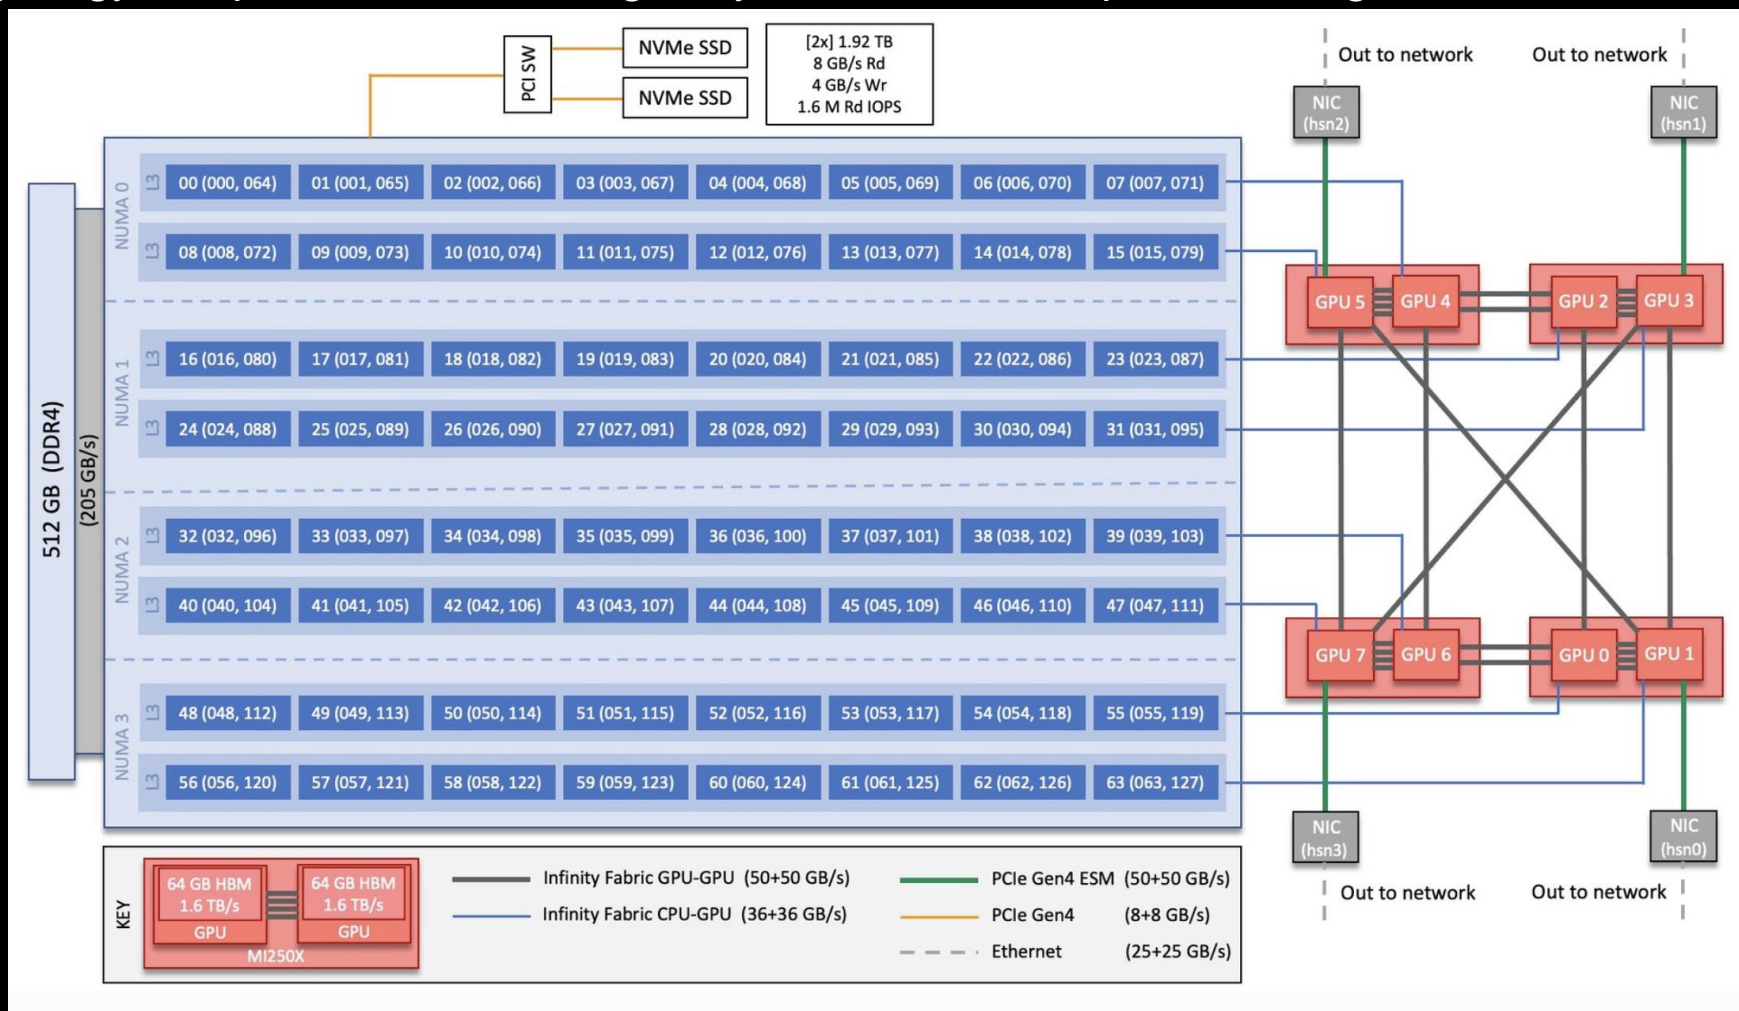 NVMe SSD
NVMe SSD
PCI SW
[2x] 1.92 TB
8 GB/s Rd
4 GB/s Wr
1.6 M Rd IOPS
Out to network
Out to network
NIC
(hsn2)
NIC
(hsn1)
512 GB (DDR4)
(205 GB/s)
NUMA 0
L3
00 (000, 064) 01 (001, 065) 02 (002, 066) 03 (003, 067) 04 (004, 068) 05 (005, 069) 06 (006, 070) 07 (007, 071)
L3
08 (008, 072) 09 (009, 073) 10 (010, 074) 11 (011, 075) 12 (012, 076) 13 (013, 077) 14 (014, 078) 15 (015, 079)
NUMA 1
L3
16 (016, 080) 17 (017, 081) 18 (018, 082) 19 (019, 083) 20 (020, 084) 21 (021, 085) 22 (022, 086) 23 (023, 087)
L3
24 (024, 088) 25 (025, 089) 26 (026, 090) 27 (027, 091) 28 (028, 092) 29 (029, 093) 30 (030, 094) 31 (031, 095)
NUMA 2
L3
32 (032, 096) 33 (033, 097) 34 (034, 098) 35 (035, 099) 36 (036, 100) 37 (037, 101) 38 (038, 102) 39 (039, 103)
L3
40 (040, 104) 41 (041, 105) 42 (042, 106) 43 (043, 107) 44 (044, 108) 45 (045, 109) 46 (046, 110) 47 (047, 111)
NUMA 3
L3
48 (048, 112) 49 (049, 113) 50 (050, 114) 51 (051, 115) 52 (052, 116) 53 (053, 117) 54 (054, 118) 55 (055, 119)
L3
56 (056, 120) 57 (057, 121) 58 (058, 122) 59 (059, 123) 60 (060, 124) 61 (061, 125) 62 (062, 126) 63 (063, 127)
GPU 5 GPU 4 GPU 2 GPU 3
GPU 7 GPU 6 GPU 0 GPU 1
NIC
(hsn3)
NIC
(hsn0)
Out to network
Out to network
KEY
64 GB HBM
1.6 TB/s
GPU
64 GB HBM
1.6 TB/s
GPU
MI250X
Infinity Fabric GPU-GPU (50+50 GB/s)
Infinity Fabric CPU-GPU (36+36 GB/s)
PCIe Gen4 ESM (50+50 GB/s)
PCIe Gen4 (8+8 GB/s)
Ethernet (25+25 GB/s)